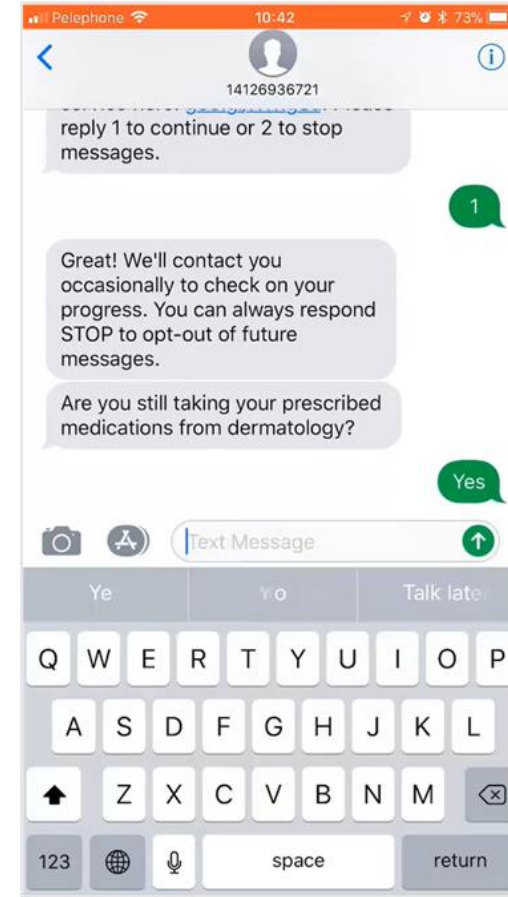 Pelephone 10:42 73%
14126936721
reply 1 to continue or 2 to stop
messages.
1
Great! We'll contact you
occasionally to check on your
progress. You can always respond
STOP to opt-out of future
messages.
Are you still taking your prescribed
medications from dermatology?
Yes
Text Message
Ye Yo Talk later
Q W E R T Y U I O P
A S D F G H J K L
Z X C V B N M
123 space return